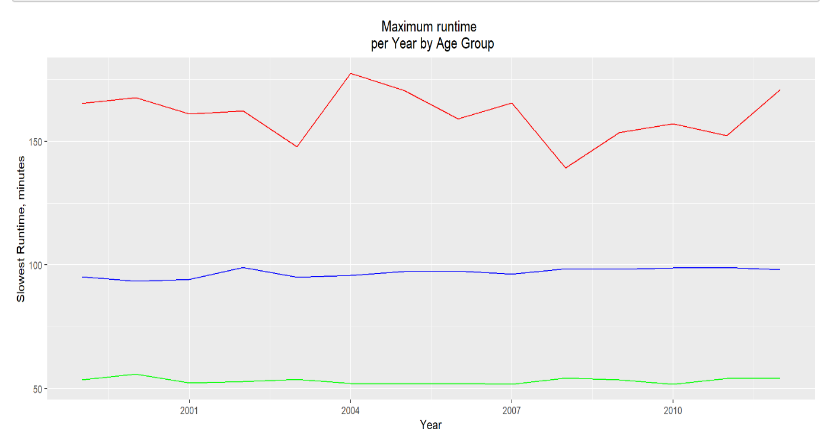 Maximum runtime
per Year by Age Group
Slowest Runtime, minutes
150
100
50
2001
2004
2007
2010
Year